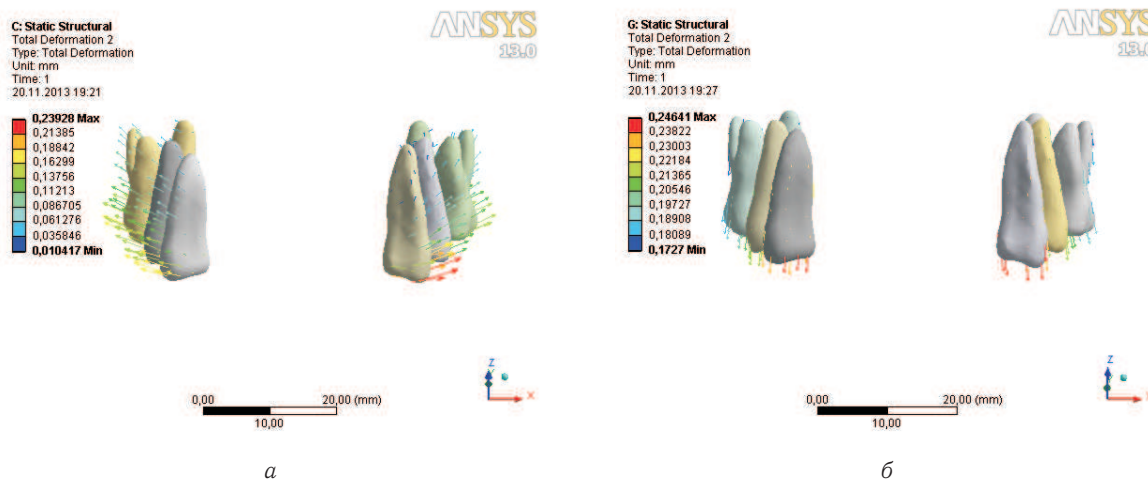 C: Static Structural
Total Deformation 2
Type: Total Deformation
Unit: mm
Time: 1
20.11.2013 19:21
ANSYS
13.0
0,23928 Max
0,21385
0,18842
0,16299
0,13756
0,11213
0,086705
0,061276
0,035846
0,010417 Min
Z
X
0,00
20,00 (mm)
10,00
а
G: Static Structural
Total Deformation 2
Type: Total Deformation
Unit: mm
Time: 1
20.11.2013 19:27
ANSYS
13.0
0,24641 Max
0,23822
0,23003
0,22184
0,21365
0,20546
0,19727
0,18908
0,18089
0,1727 Min
Z
0,00
20,00 (mm)
10,00
б